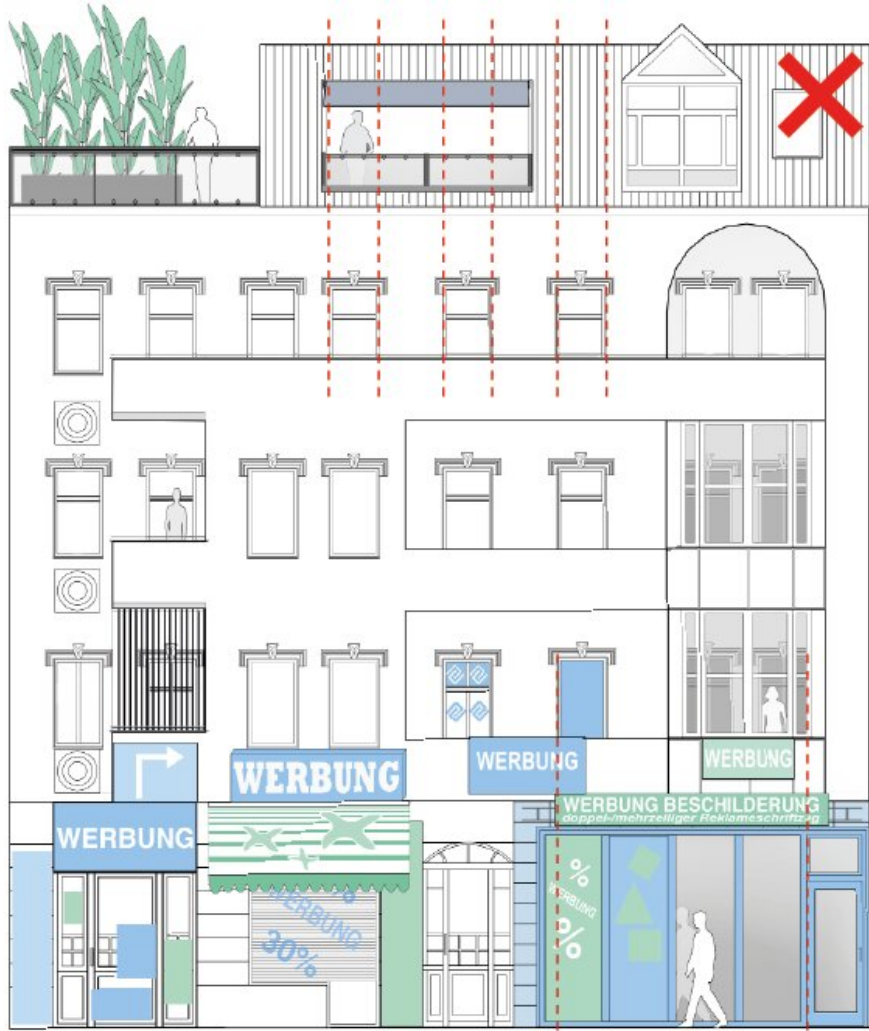 WERBUNG
WERBUNG
WERBUNG
WERBUNG BESCHILDERUNG
doppel-/mehrzeiliger Reklameschriftzug
WERBUNG
%
WERBUNG
%
%
WERBUNG
30%